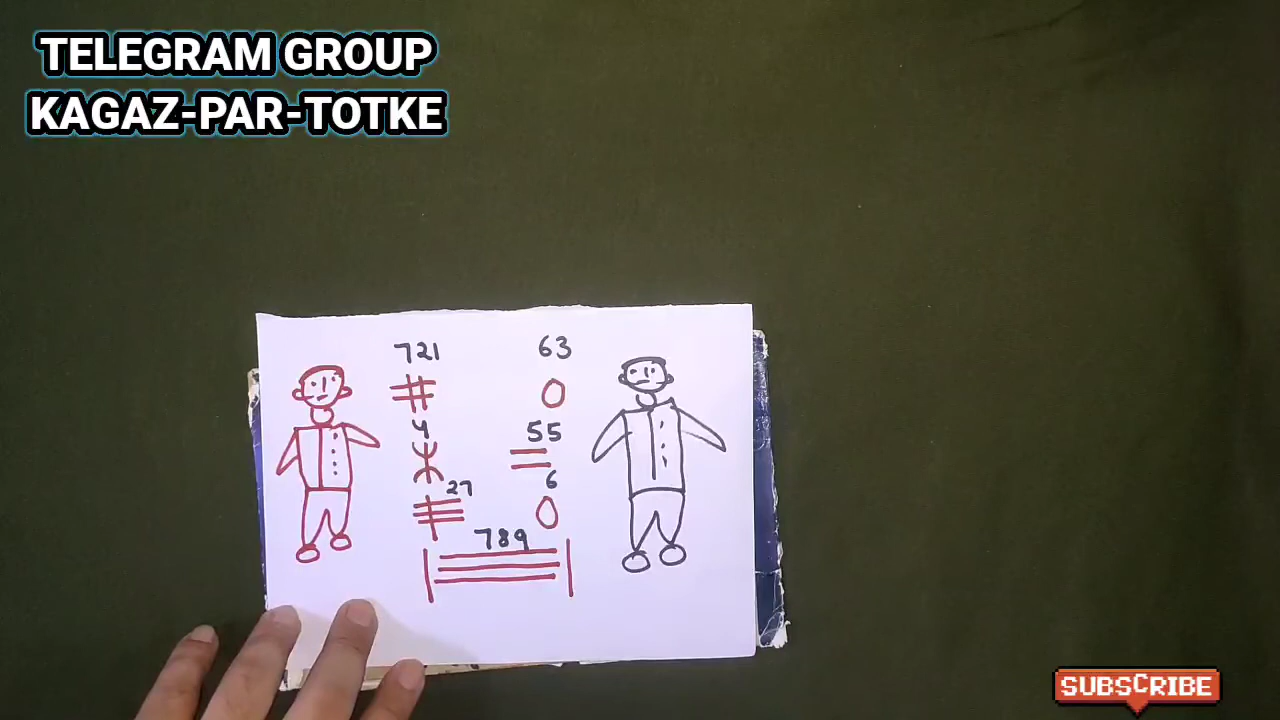 TELEGRAM GROUP
KAGAZ-PAR-TOTKE
721 63
4 55
27 6
789
SUBSCRIBE